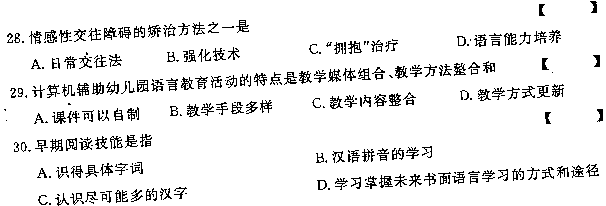 【　　】
28.情感性交往障碍的矫治方法之一是
A.日常交往法　B.强化技术　C.“拥抱”治疗　D.语言能力培养
29.计算机辅助幼儿园语言教育活动的特点是教学媒体组合、教学方法整合和　【　　】
A.课件可以自制　B.教学手段多样　C.教学内容整合　D.教学方式更新
30.早期阅读技能是指　【　　】
A.识得具体字词　B.汉语拼音的学习
C.认识尽可能多的汉字　D.学习掌握未来书面语言学习的方式和途径